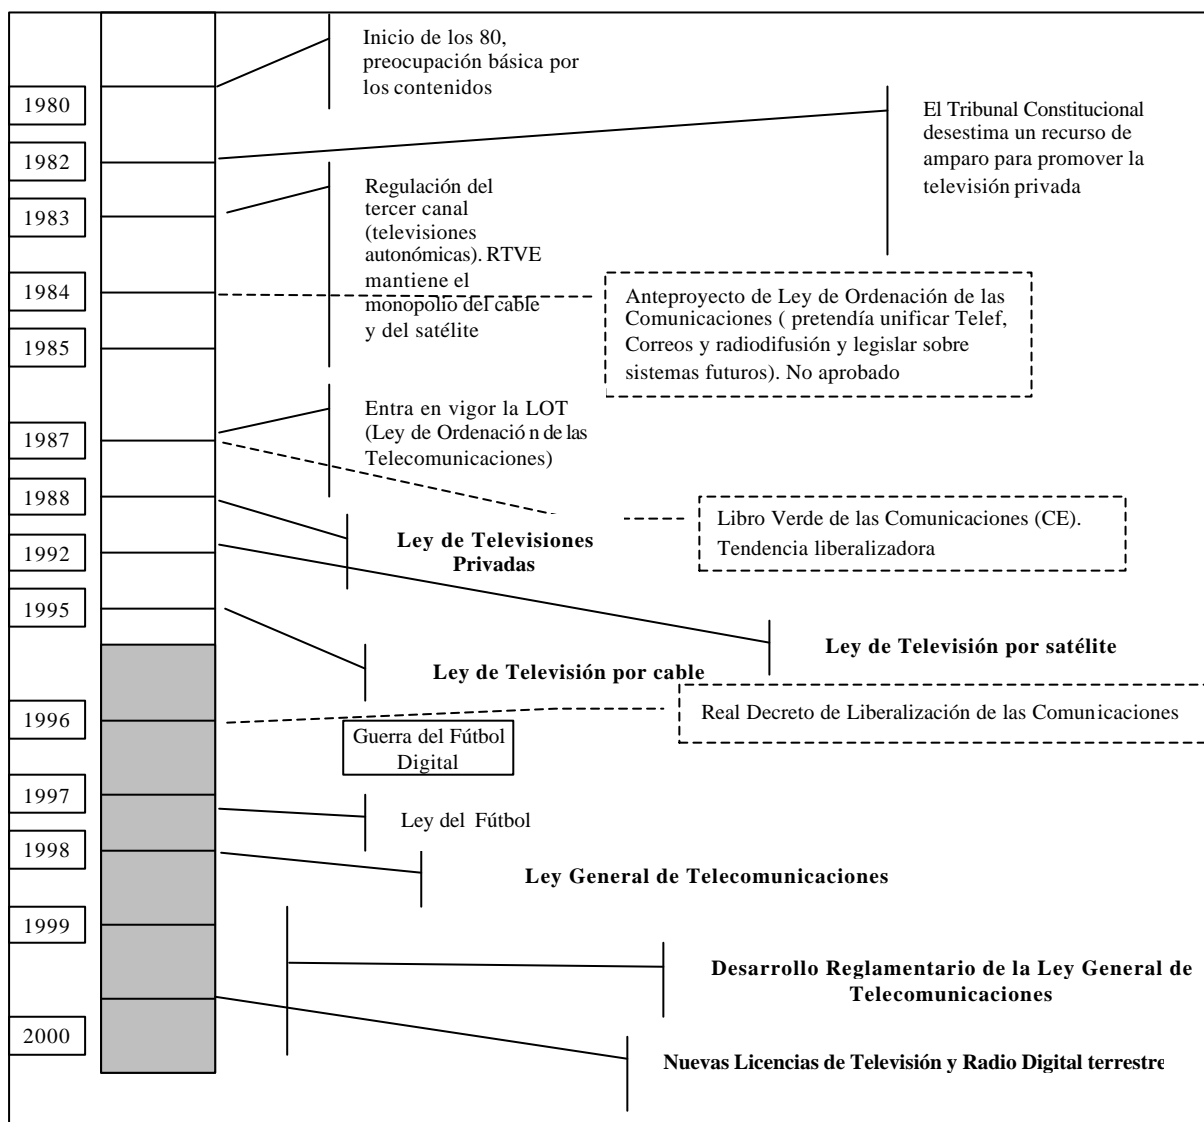 Inicio de los 80,
preocupación básica por
los contenidos
1980
El Tribunal Constitucional
desestima un recurso de
amparo para promover la
televisión privada
1982
Regulación del
tercer canal
(televisiones
autonómicas). RTVE
mantiene el
monopolio del cable
y del satélite
1983
1984
Anteproyecto de Ley de Ordenación de las
Comunicaciones ( pretendía unificar Telef,
Correos y radiodifusión y legislar sobre
sistemas futuros). No aprobado
1985
Entra en vigor la LOT
(Ley de Ordenación de las
Telecomunicaciones)
1987
1988
Libro Verde de las Comunicaciones (CE).
Tendencia liberalizadora
Ley de Televisiones
Privadas
1992
1995
Ley de Televisión por satélite
Ley de Televisión por cable
Real Decreto de Liberalización de las Comunicaciones
1996
Guerra del Fútbol
Digital
1997
Ley del Fútbol
1998
Ley General de Telecomunicaciones
1999
Desarrollo Reglamentario de la Ley General de
Telecomunicaciones
2000
Nuevas Licencias de Televisión y Radio Digital terrestre